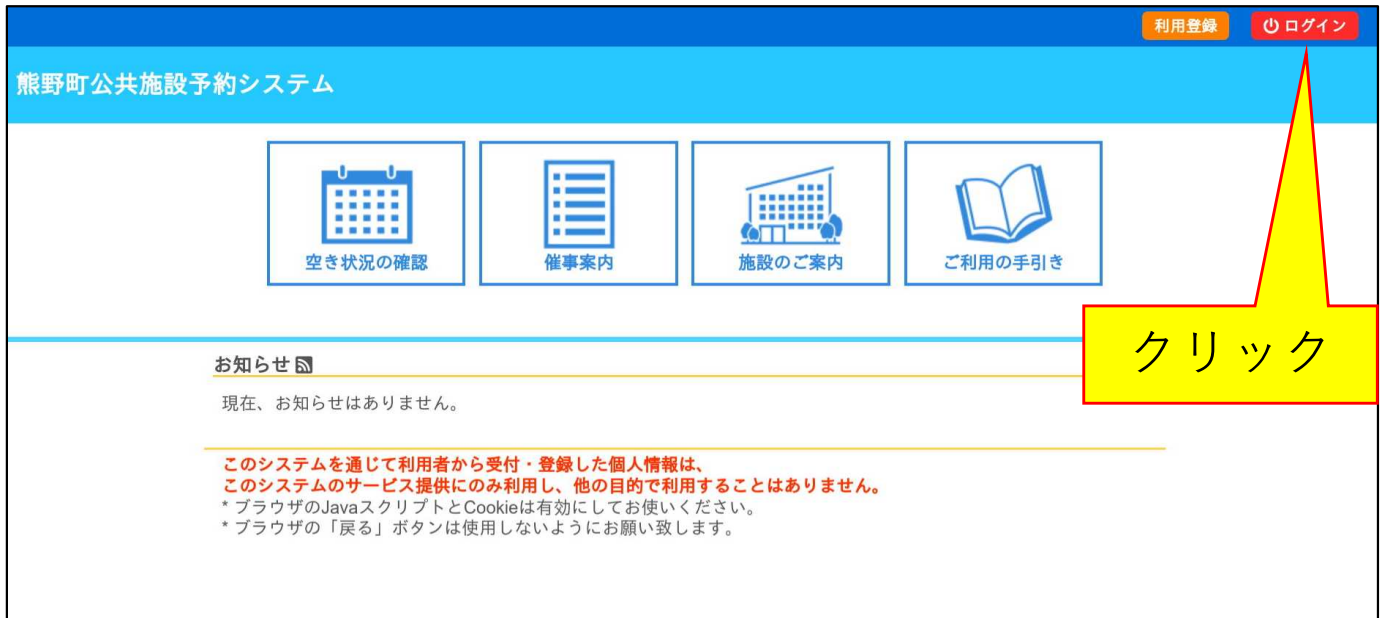 利用登録
ログイン
熊野町公共施設予約システム
空き状況の確認
催事案内
施設のご案内
ご利用の手引き
クリック
お知らせ
現在、お知らせはありません。
このシステムを通じて利用者から受付・登録した個人情報は、
このシステムのサービス提供にのみ利用し、他の目的で利用することはありません。
* ブラウザのJavaスクリプトとCookieは有効にしてお使いください。
* ブラウザの「戻る」ボタンは使用しないようにお願い致します。